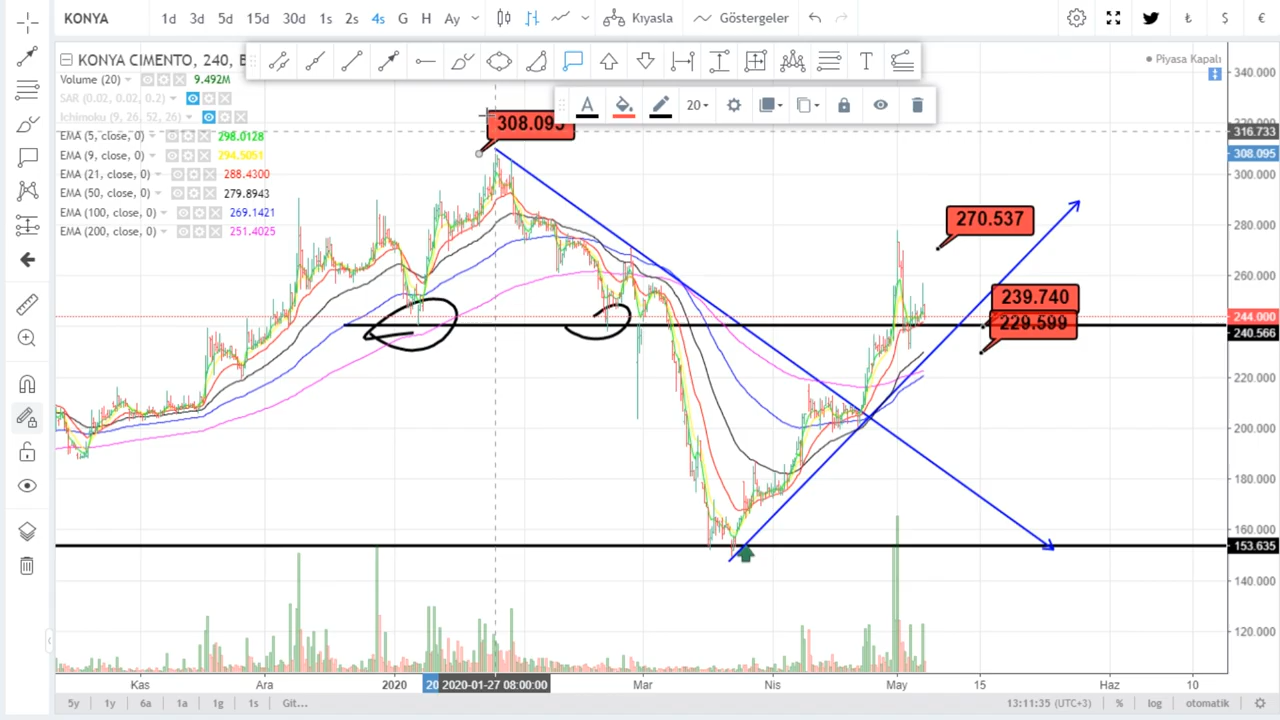 KONYA 1d 3d 5d 15d 30d 1s 2s 4s G H Ay Kıyasla Göstergeler ₺ $ €
KONYA CIMENTO, 240, B
Piyasa Kapalı
Volume (20) 9.492M
SAR (0.02, 0.02, 0.2)
Ichimoku (9, 26, 52, 26)
EMA (5, close, 0) 298.0128
EMA (9, close, 0) 294.5051
EMA (21, close, 0) 288.4300
EMA (50, close, 0) 279.8943
EMA (100, close, 0) 269.1421
EMA (200, close, 0) 251.4025
A 20
T
308.095
270.537
239.740
229.599
340.000
320.000
316.733
308.095
300.000
280.000
260.000
244.000
240.566
220.000
200.000
180.000
160.000
153.635
140.000
120.000
Kas Ara 2020 20 2020-01-27 08:00:00 Mar Nis May 15 Haz 10
5y 1y 6a 1a 1g 1s Git... 13:11:35 (UTC+3) % log otomatik